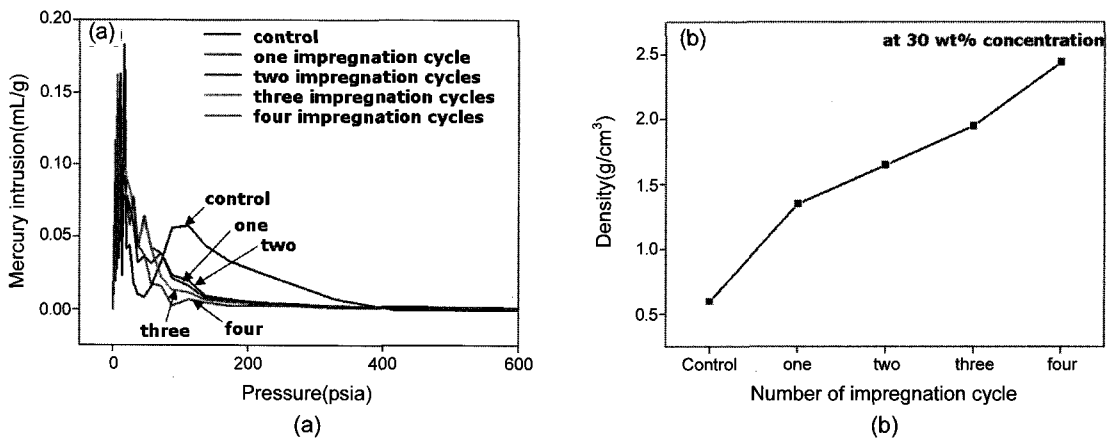 (a)
control
one impregnation cycle
two impregnation cycles
three impregnation cycles
four impregnation cycles
control
one
two
three
four
0.20
0.15
0.10
0.05
0.00
Mercury intrusion(mL/g)
0 200 400 600
Pressure(psia)
(a)
(b)
at 30 wt% concentration
2.5
2.0
1.5
1.0
0.5
Density(g/cm³)
Control one two three four
Number of impregnation cycle
(b)